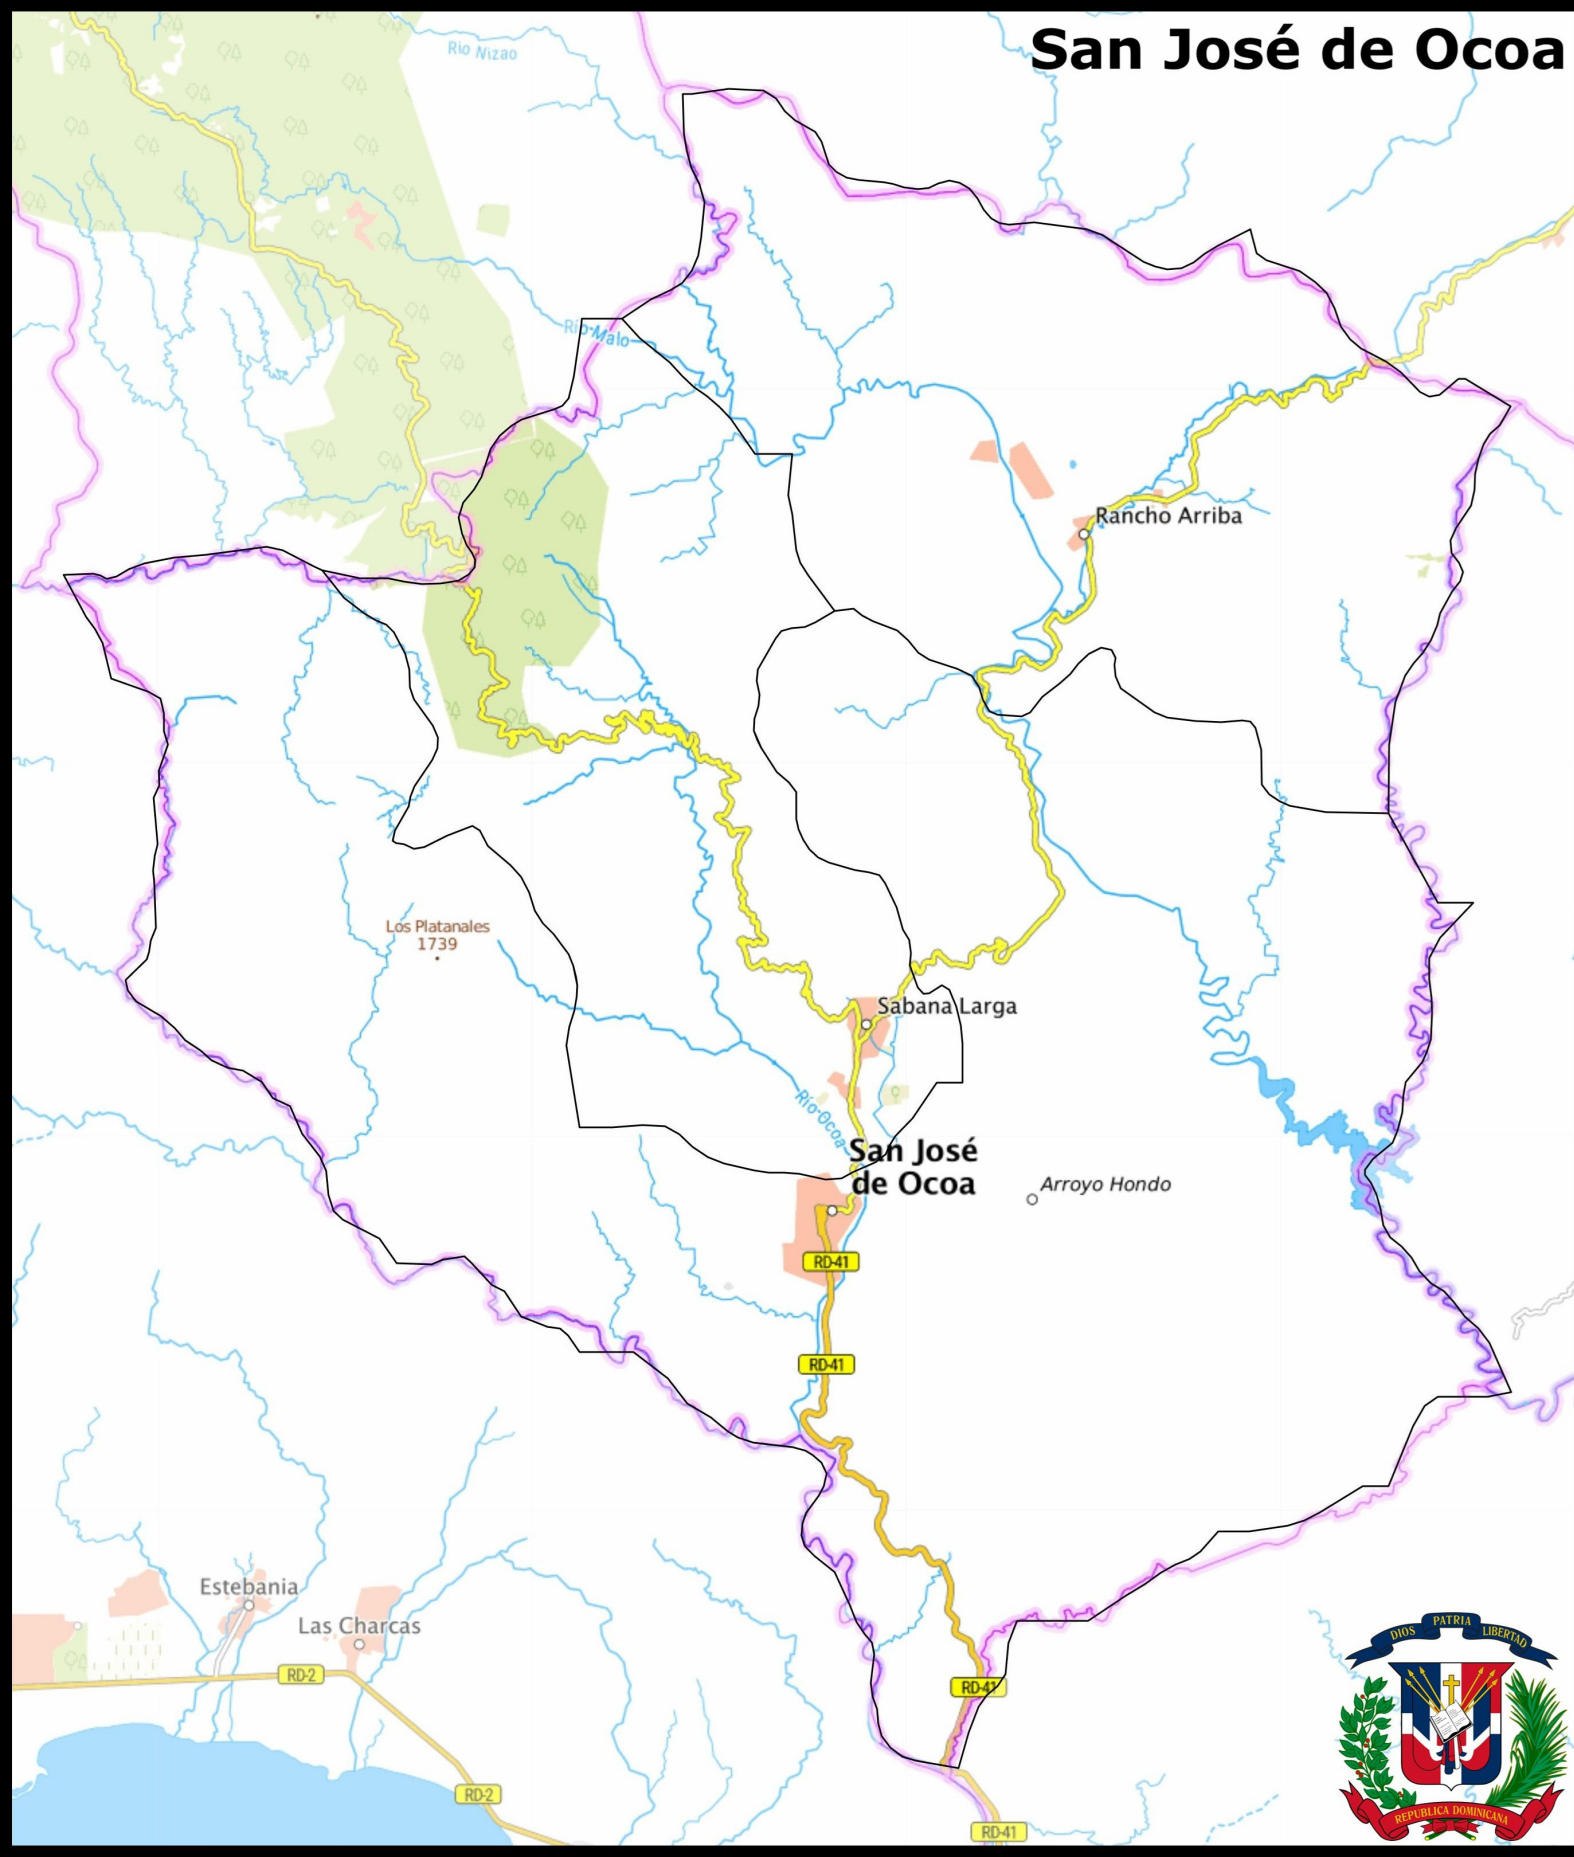 San José de Ocoa
Rio Nizao
Río Malo
Rancho Arriba
Los Platanales
1739
Sabana Larga
Río Ocoa
San José
de Ocoa
Arroyo Hondo
RD-41
RD-41
Estebania
Las Charcas
RD-2
RD-41
RD-2
RD-41
DIOS PATRIA LIBERTAD
REPUBLICA DOMINICANA